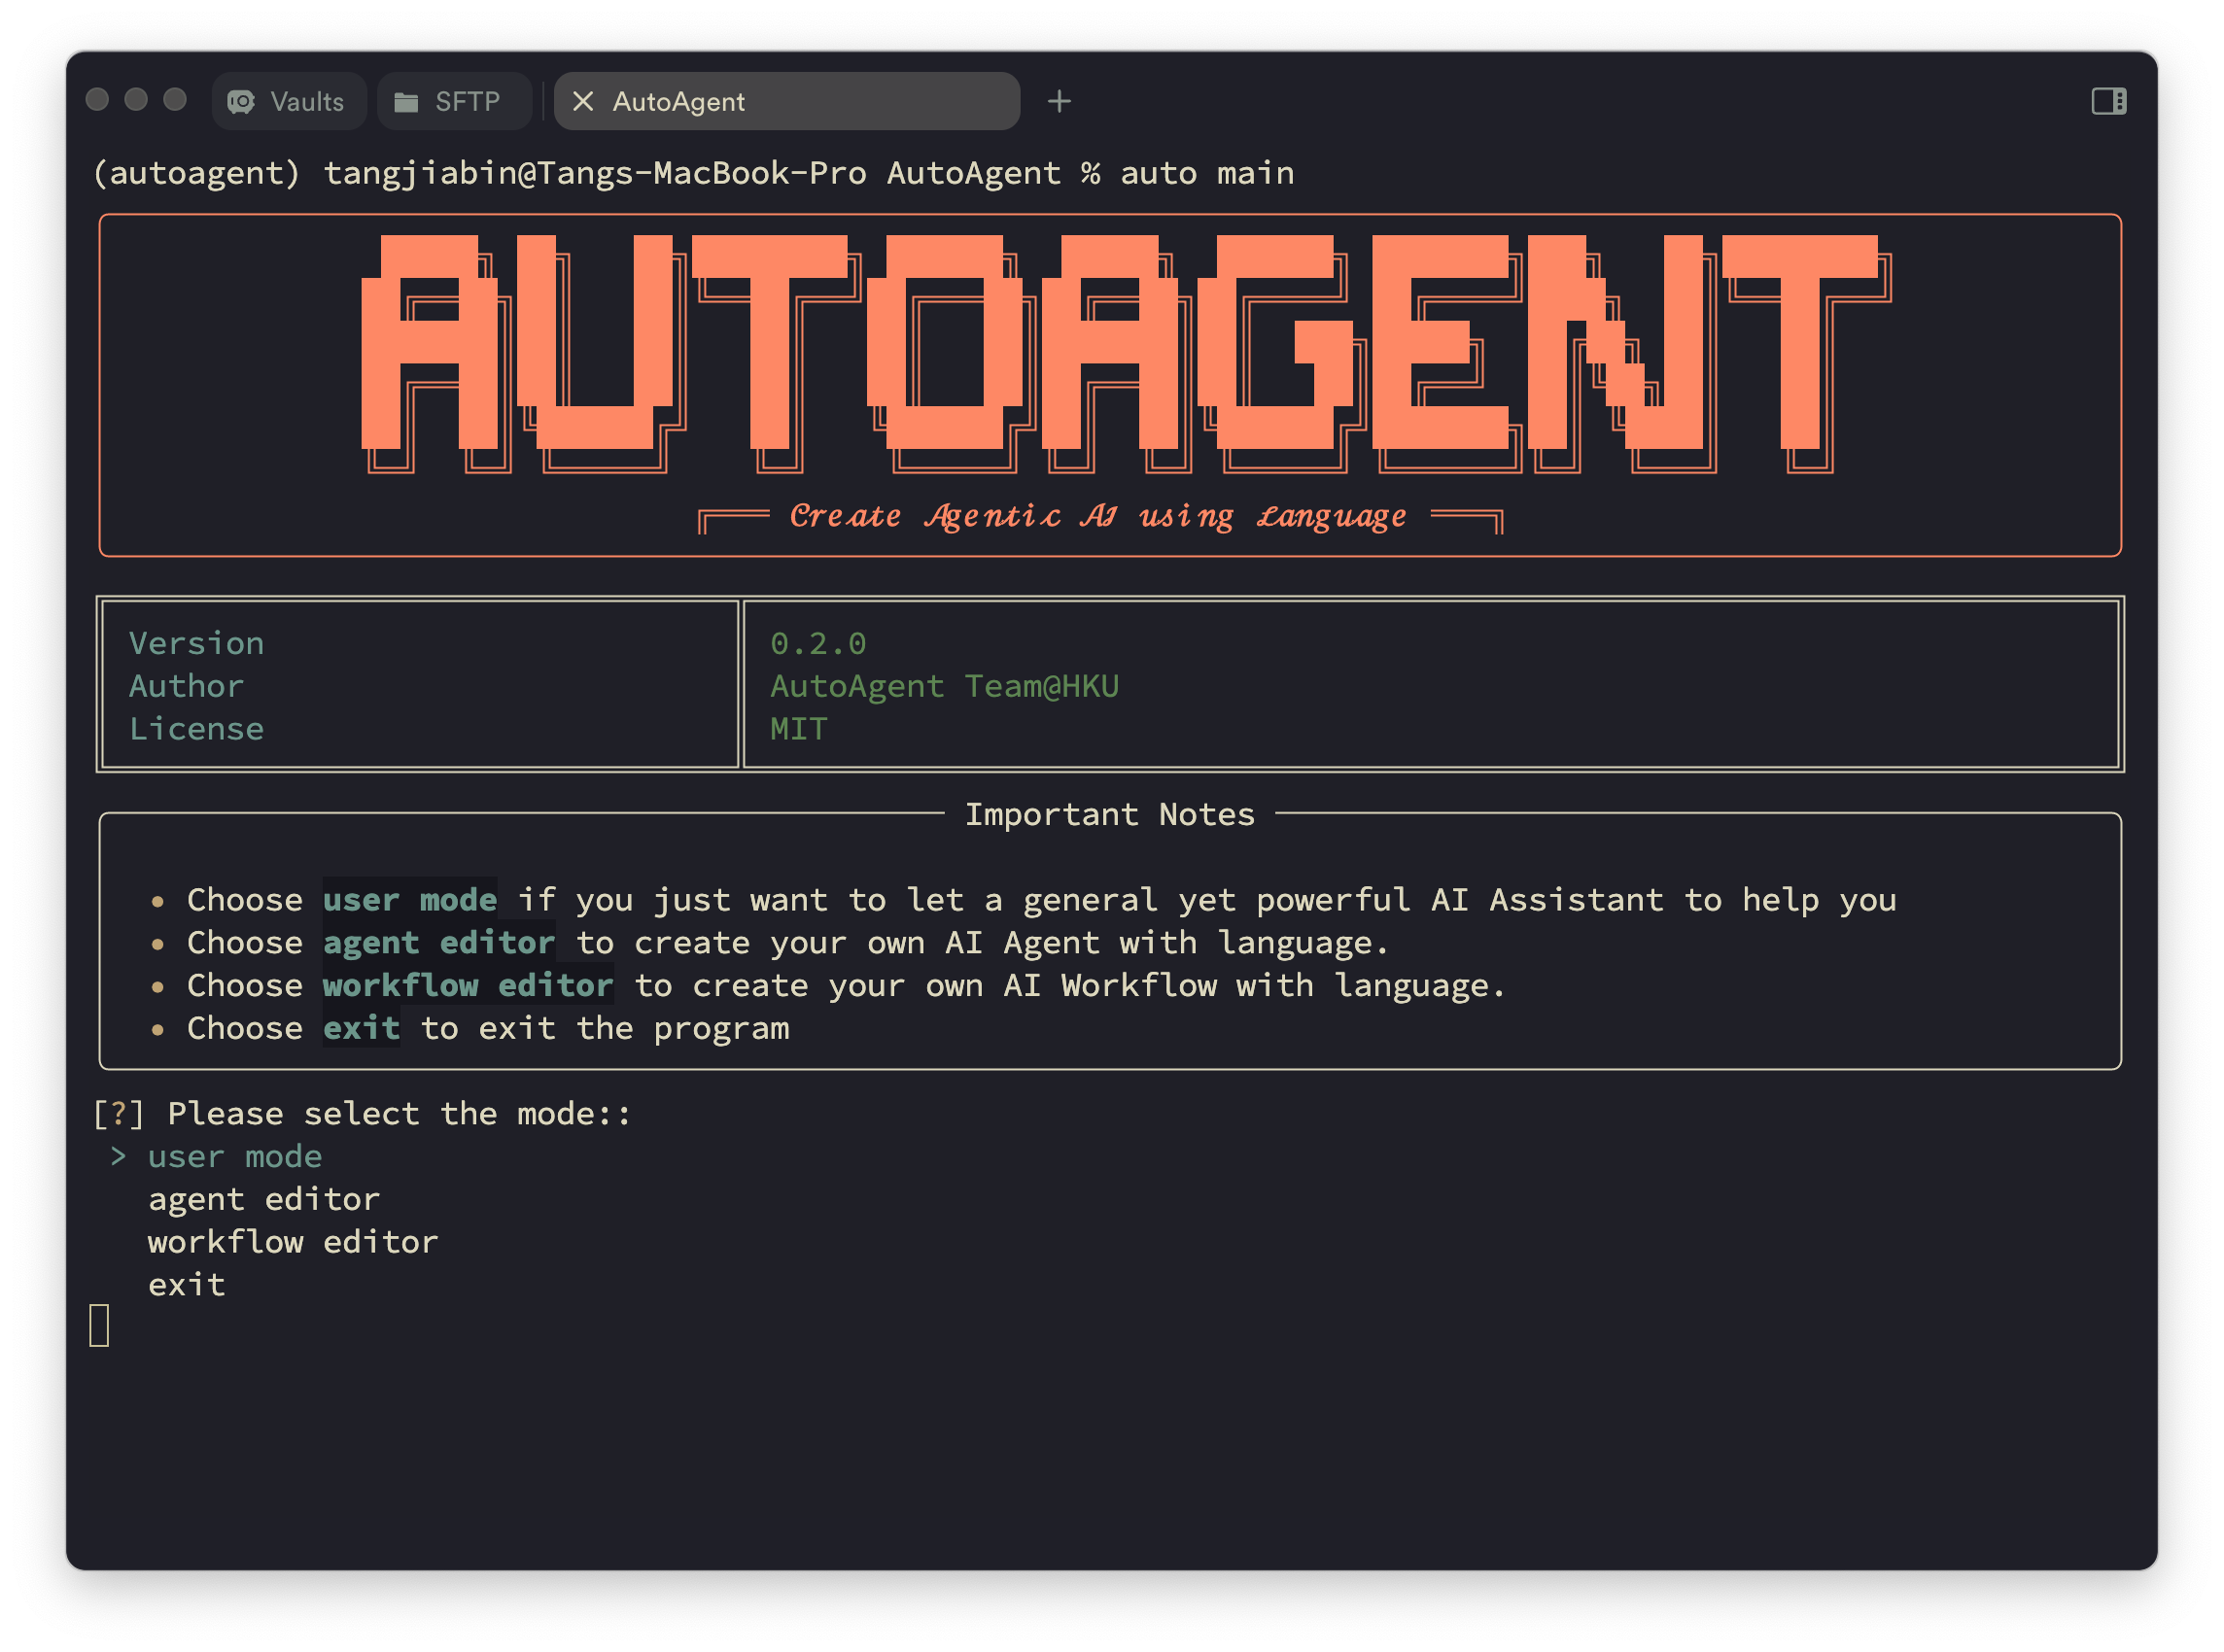 Vaults SFTP AutoAgent
(autoagent) tangjiabin@Tangs-MacBook-Pro AutoAgent % auto main
AUTOAGENT
Create Agentic AI using Language
Version 0.2.0
Author AutoAgent Team@HKU
License MIT
Important Notes
• Choose user mode if you just want to let a general yet powerful AI Assistant to help you
• Choose agent editor to create your own AI Agent with language.
• Choose workflow editor to create your own AI Workflow with language.
• Choose exit to exit the program
[?] Please select the mode::
> user mode
agent editor
workflow editor
exit